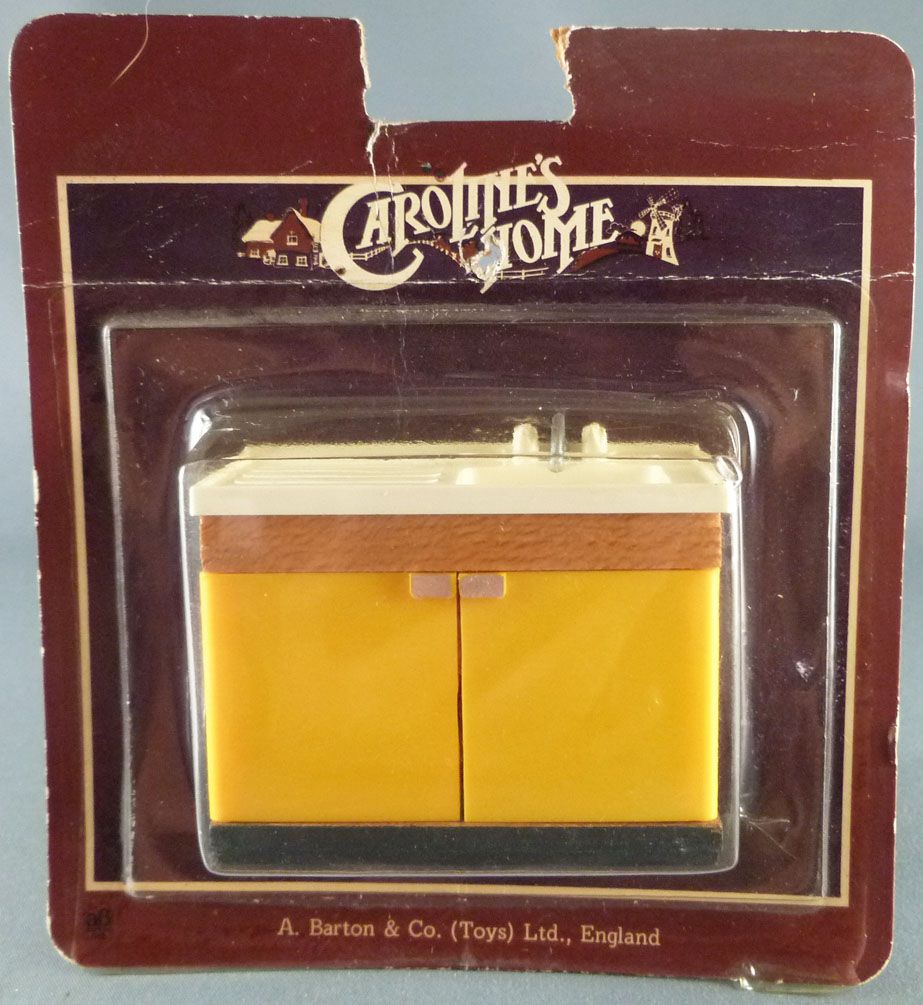 CAROLINE'S
HOME
A. Barton & Co. (Toys) Ltd., England